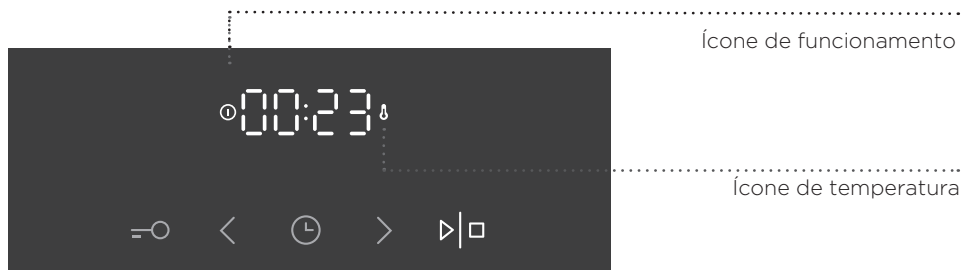 Ícone de funcionamento
00:23
Ícone de temperatura